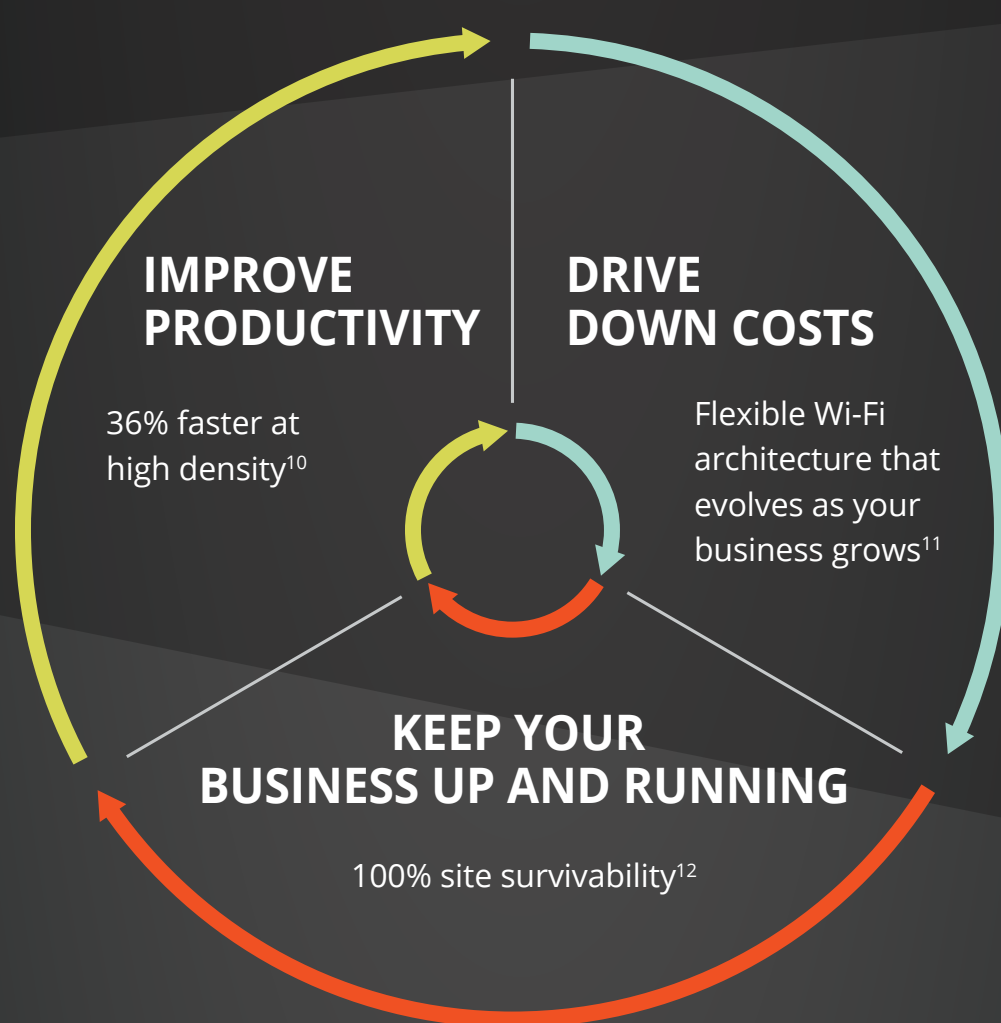 IMPROVE
PRODUCTIVITY
36% faster at
high density¹⁰
DRIVE
DOWN COSTS
Flexible Wi-Fi
architecture that
evolves as your
business grows¹¹
KEEP YOUR
BUSINESS UP AND RUNNING
100% site survivability¹²